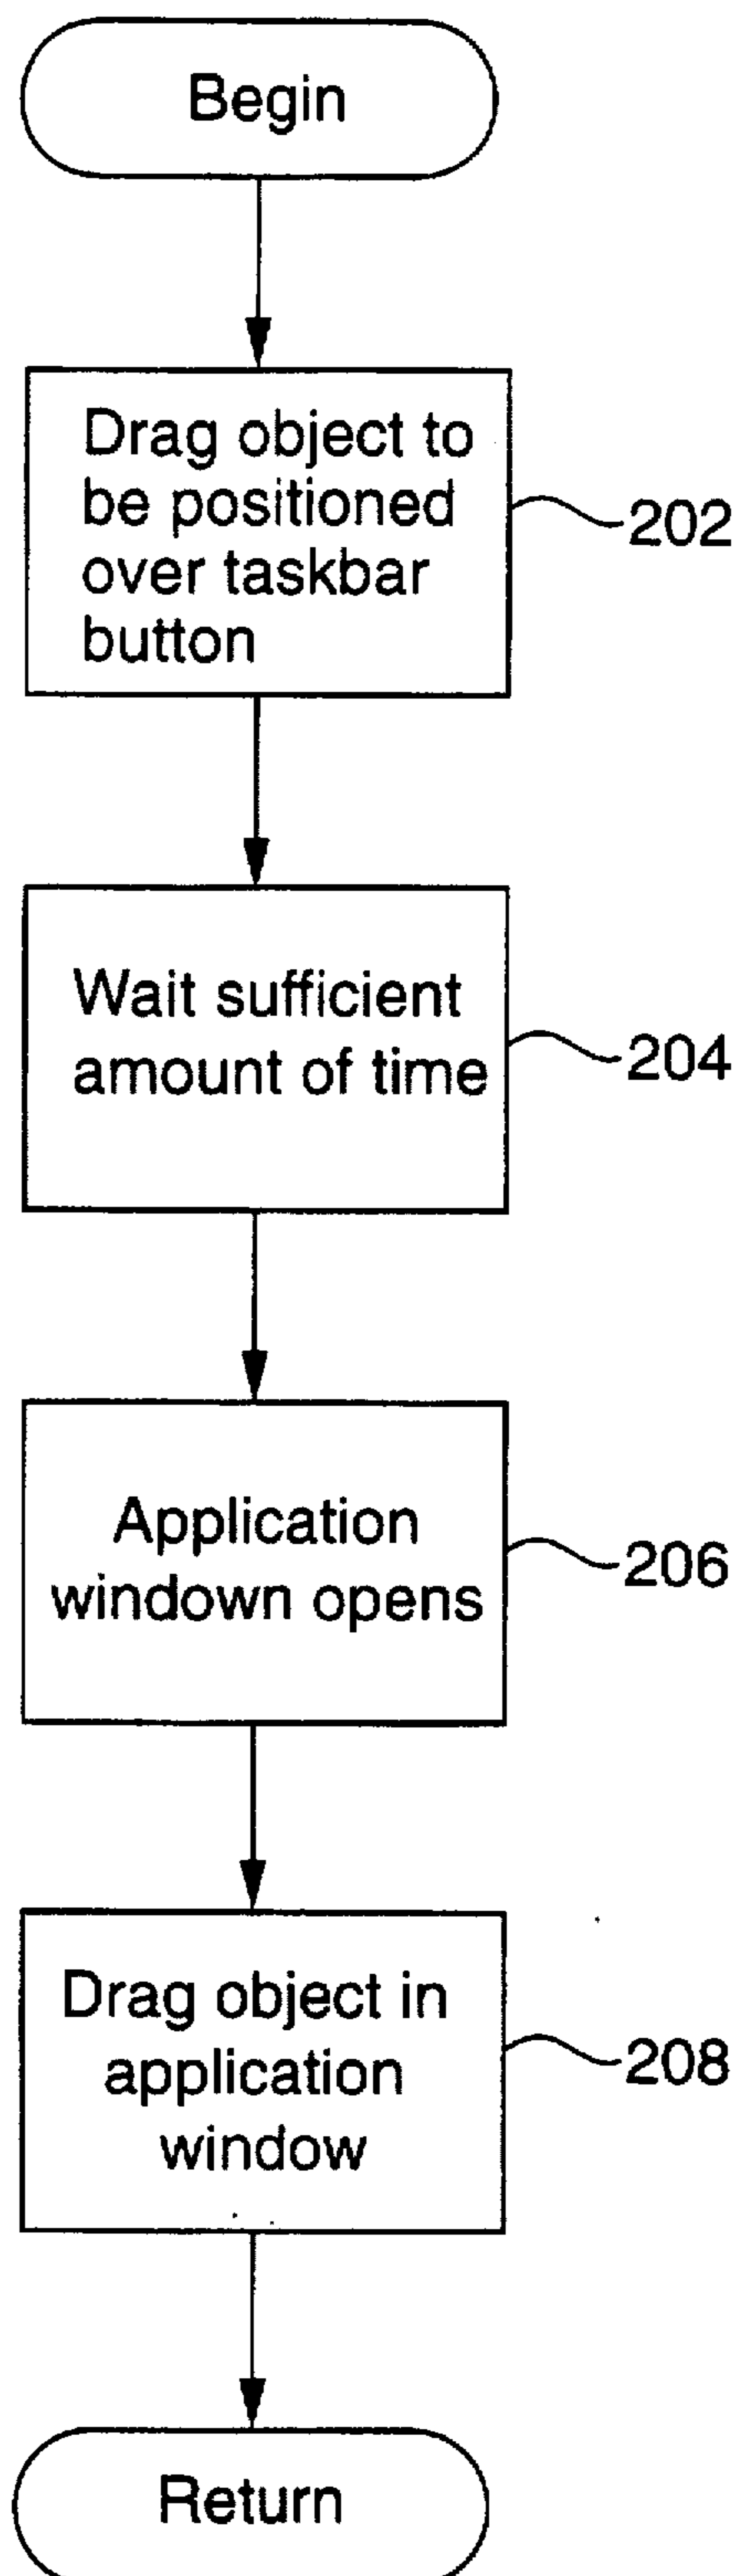 Begin
Drag object to
be positioned
over taskbar
button
202
Wait sufficient
amount of time
204
Application
windown opens
206
Drag object in
application
window
208
Return